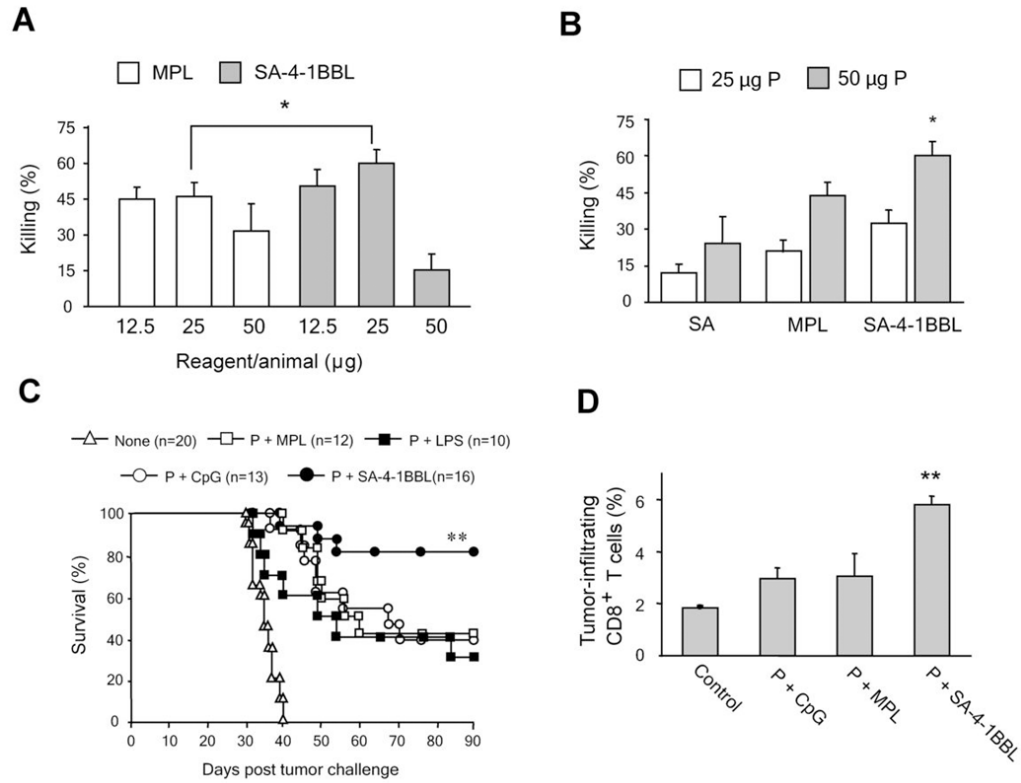 A
MPL SA-4-1BBL
*
75
60
45
30
15
0
Killing (%)
12.5 25 50 12.5 25 50
Reagent/animal (µg)
B
25 µg P 50 µg P
*
75
60
45
30
15
0
Killing (%)
SA MPL SA-4-1BBL
C
None (n=20) P + MPL (n=12) P + LPS (n=10)
P + CpG (n=13) P + SA-4-1BBL(n=16)
**
100
80
60
40
20
0
Survival (%)
0 10 20 30 40 50 60 70 80 90
Days post tumor challenge
D
**
6
4
2
0
Tumor-infiltrating
CD8⁺ T cells (%)
Control
P + CpG
P + MPL
P + SA-4-1BBL